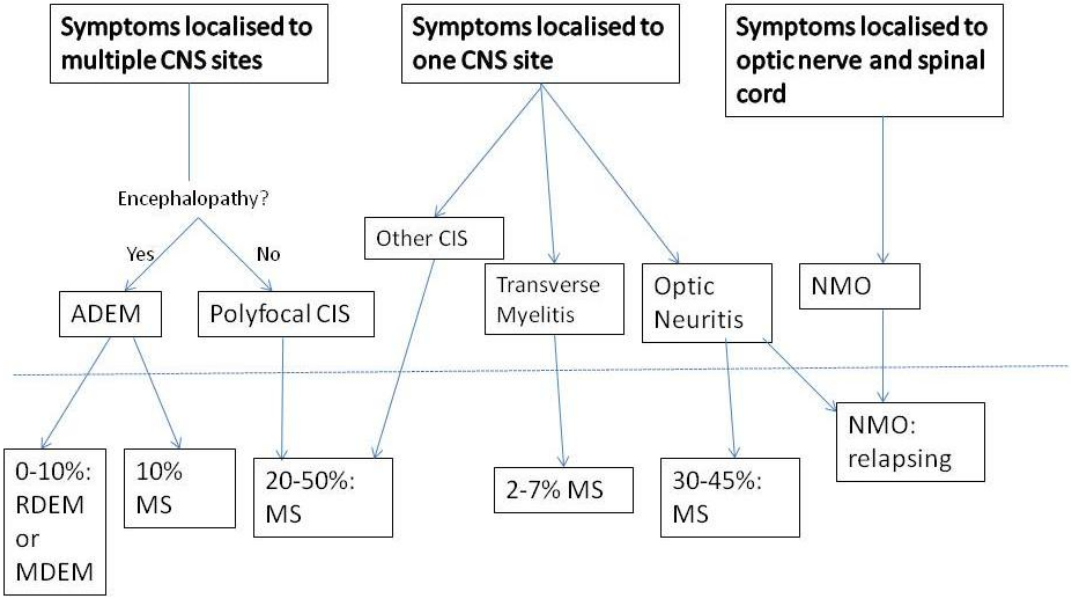 Symptoms localised to
multiple CNS sites
Symptoms localised to
one CNS site
Symptoms localised to
optic nerve and spinal
cord
Encephalopathy?
Yes
No
Other CIS
ADEM
Polyfocal CIS
Transverse
Myelitis
Optic
Neuritis
NMO
0-10%:
RDEM
or
MDEM
10%
MS
20-50%:
MS
2-7% MS
30-45%:
MS
NMO:
relapsing